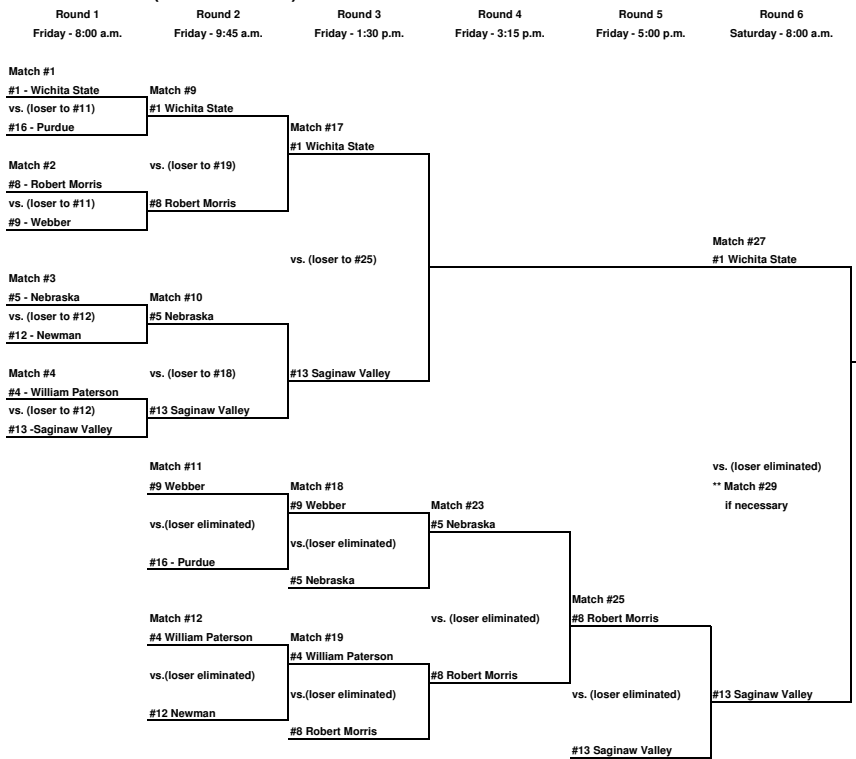 Round 1 Round 2 Round 3 Round 4 Round 5 Round 6
Friday - 8:00 a.m. Friday - 9:45 a.m. Friday - 1:30 p.m. Friday - 3:15 p.m. Friday - 5:00 p.m. Saturday - 8:00 a.m.
Match #1
#1 - Wichita State Match #9
vs. (loser to #11) #1 Wichita State
#16 - Purdue Match #17
#1 Wichita State
Match #2 vs. (loser to #19)
#8 - Robert Morris
vs. (loser to #11) #8 Robert Morris
#9 - Webber
Match #27
vs. (loser to #25) #1 Wichita State
Match #3
#5 - Nebraska Match #10
vs. (loser to #12) #5 Nebraska
#12 - Newman
Match #4 vs. (loser to #18) #13 Saginaw Valley
#4 - William Paterson
vs. (loser to #12) #13 Saginaw Valley
#13 -Saginaw Valley
Match #11 vs. (loser eliminated)
#9 Webber Match #18 ** Match #29
#9 Webber Match #23 if necessary
vs.(loser eliminated) #5 Nebraska
vs.(loser eliminated)
#16 - Purdue
#5 Nebraska
Match #25
Match #12 vs. (loser eliminated) #8 Robert Morris
#4 William Paterson Match #19
#4 William Paterson
vs.(loser eliminated) #8 Robert Morris
vs.(loser eliminated) vs. (loser eliminated) #13 Saginaw Valley
#12 Newman
#8 Robert Morris
#13 Saginaw Valley